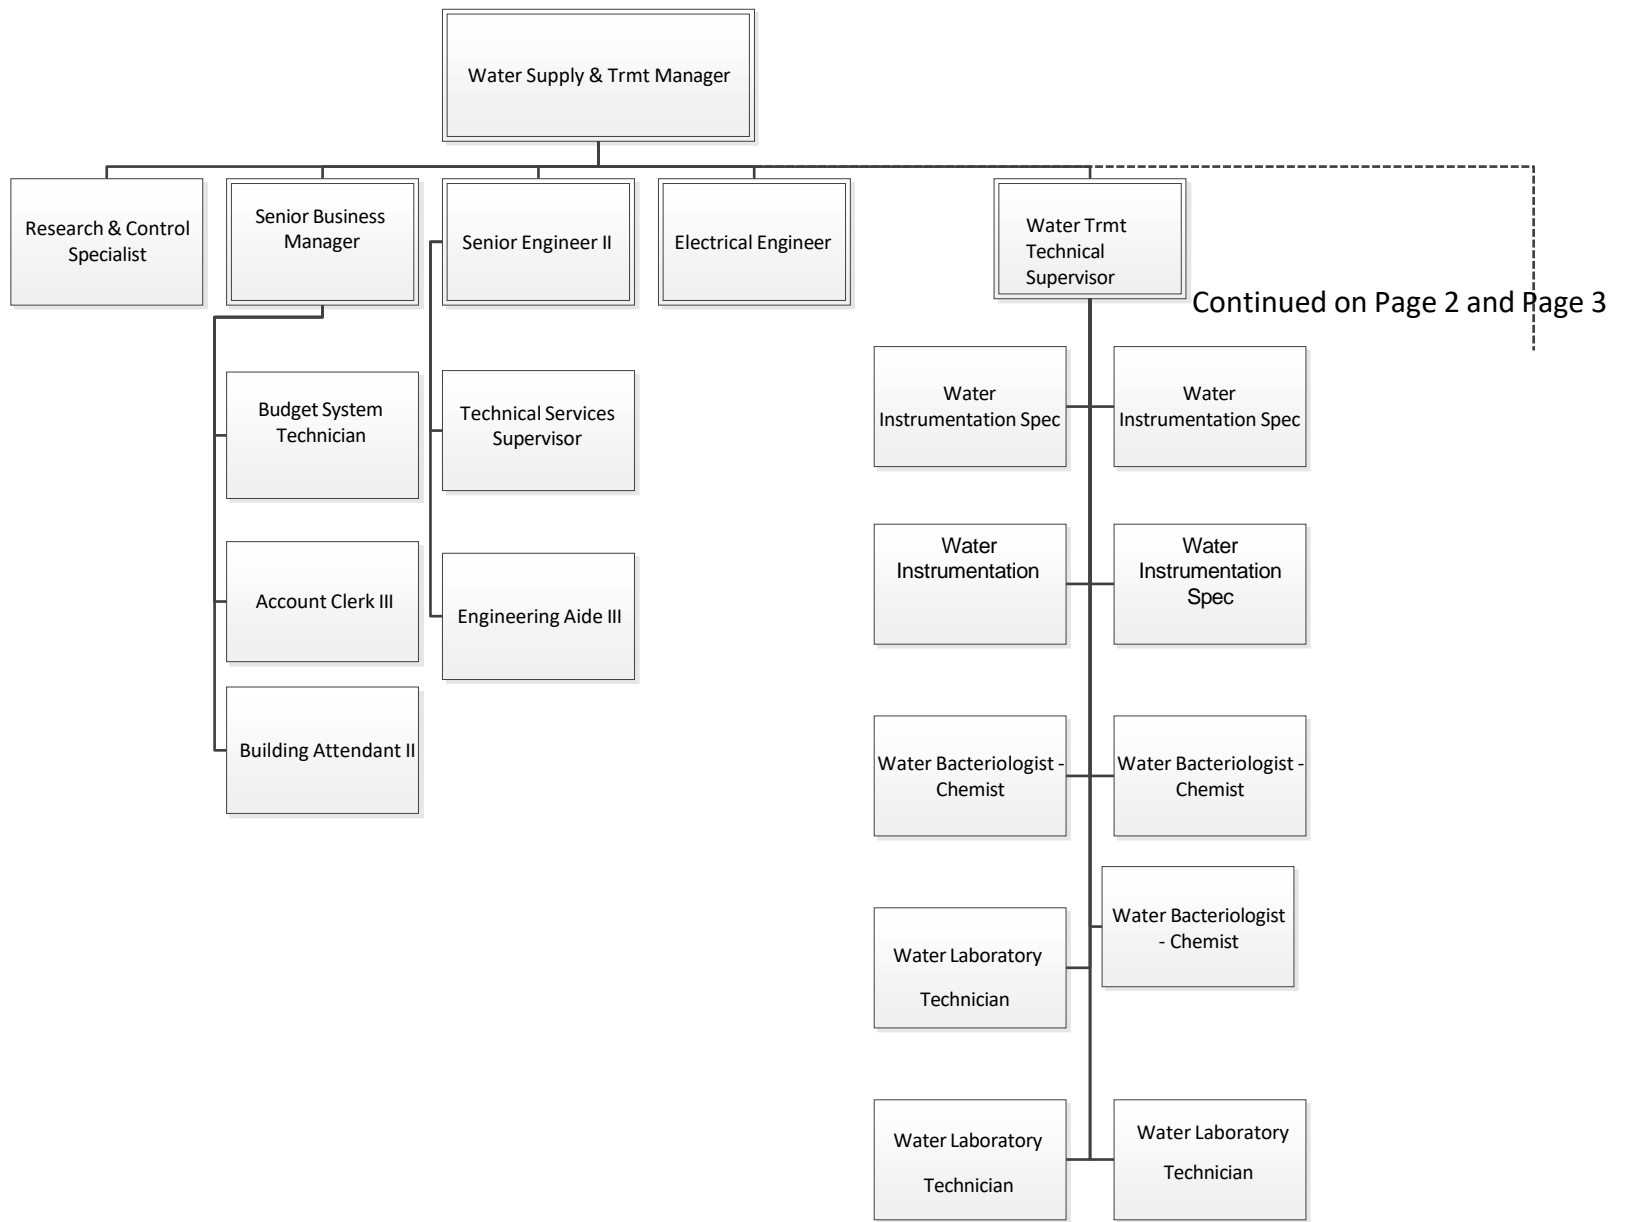 Water Supply & Trmt Manager
Research & Control
Specialist
Senior Business
Manager
Senior Engineer II
Electrical Engineer
Water Trmt
Technical
Supervisor
Continued on Page 2 and Page 3
Budget System
Technician
Account Clerk III
Building Attendant II
Technical Services
Supervisor
Engineering Aide III
Water
Instrumentation Spec
Water
Instrumentation Spec
Water
Instrumentation
Water
Instrumentation
Spec
Water Bacteriologist -
Chemist
Water Bacteriologist -
Chemist
Water Bacteriologist
- Chemist
Water Laboratory
Technician
Water Laboratory
Technician
Water Laboratory
Technician